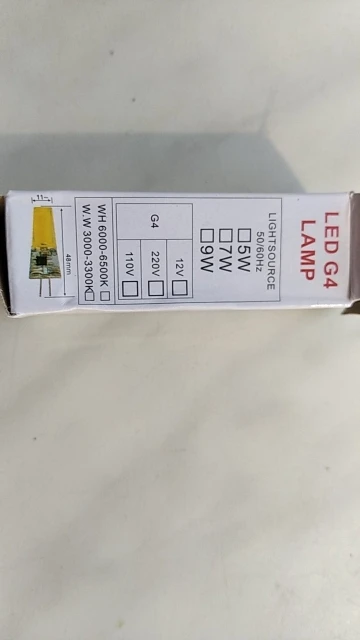 LED G4
LAMP
LIGHTSOURCE
50/60Hz
5W
7W
9W
G4
12V
220V
110V
WH 6000-6500K
W.W 3000-3300K
11
48mm